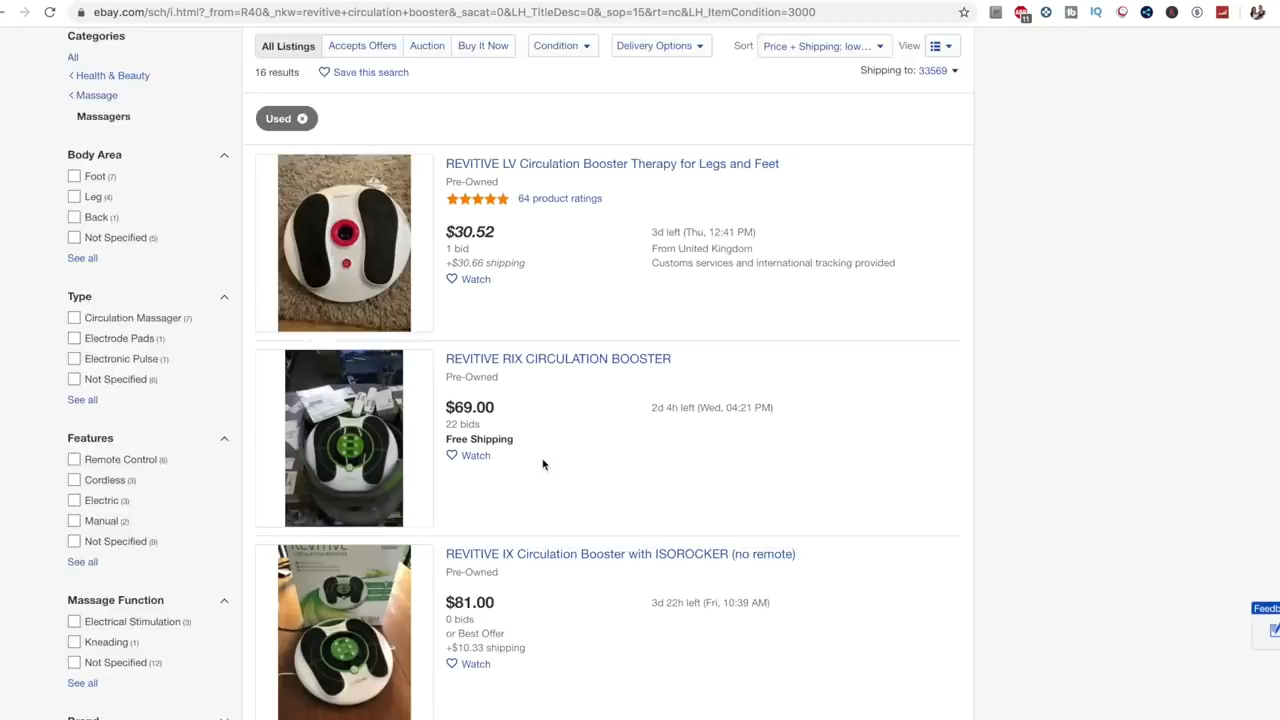 ebay.com/sch/i.html?_from=R40&_nkw=revitive+circulation+booster&_sacat=0&LH_TitleDesc=0&_sop=15&rt=nc&LH_ItemCondition=3000
11
Categories
All
Health & Beauty
Massage
Massagers
Body Area
Foot (7)
Leg (4)
Back (1)
Not Specified (5)
See all
Type
Circulation Massager (7)
Electrode Pads (1)
Electronic Pulse (1)
Not Specified (6)
See all
Features
Remote Control (6)
Cordless (3)
Electric (3)
Manual (2)
Not Specified (9)
See all
Massage Function
Electrical Stimulation (3)
Kneading (1)
Not Specified (12)
See all
All Listings Accepts Offers Auction Buy It Now Condition Delivery Options Sort Price + Shipping: low... View
16 results Save this search Shipping to: 33569
Used
REVITIVE LV Circulation Booster Therapy for Legs and Feet
Pre-Owned
64 product ratings
$30.52 3d left (Thu, 12:41 PM)
1 bid From United Kingdom
+$30.66 shipping Customs services and international tracking provided
Watch
REVITIVE RIX CIRCULATION BOOSTER
Pre-Owned
$69.00 2d 4h left (Wed, 04:21 PM)
22 bids
Free Shipping
Watch
REVITIVE IX Circulation Booster with ISOROCKER (no remote)
Pre-Owned
$81.00 3d 22h left (Fri, 10:39 AM)
0 bids
or Best Offer
+$10.33 shipping
Watch
REVITIVE
Feedb